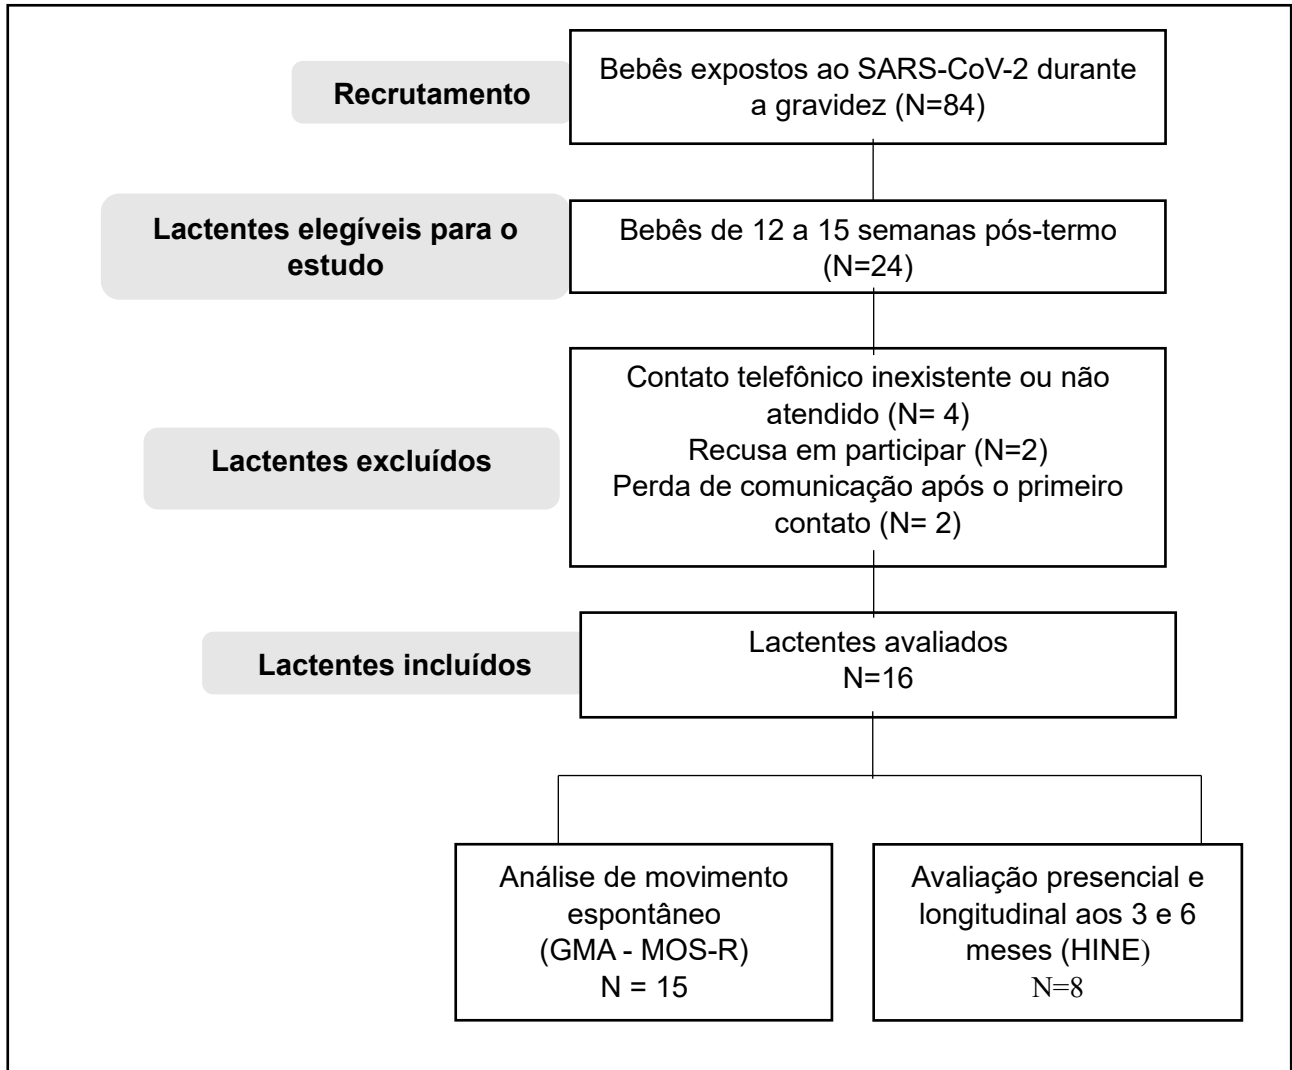 Recrutamento
Bebês expostos ao SARS-CoV-2 durante
a gravidez (N=84)
Lactentes elegíveis para o
estudo
Bebês de 12 a 15 semanas pós-termo
(N=24)
Lactentes excluídos
Contato telefônico inexistente ou não
atendido (N= 4)
Recusa em participar (N=2)
Perda de comunicação após o primeiro
contato (N= 2)
Lactentes incluídos
Lactentes avaliados
N=16
Análise de movimento
espontâneo
(GMA - MOS-R)
N = 15
Avaliação presencial e
longitudinal aos 3 e 6
meses (HINE)
N=8